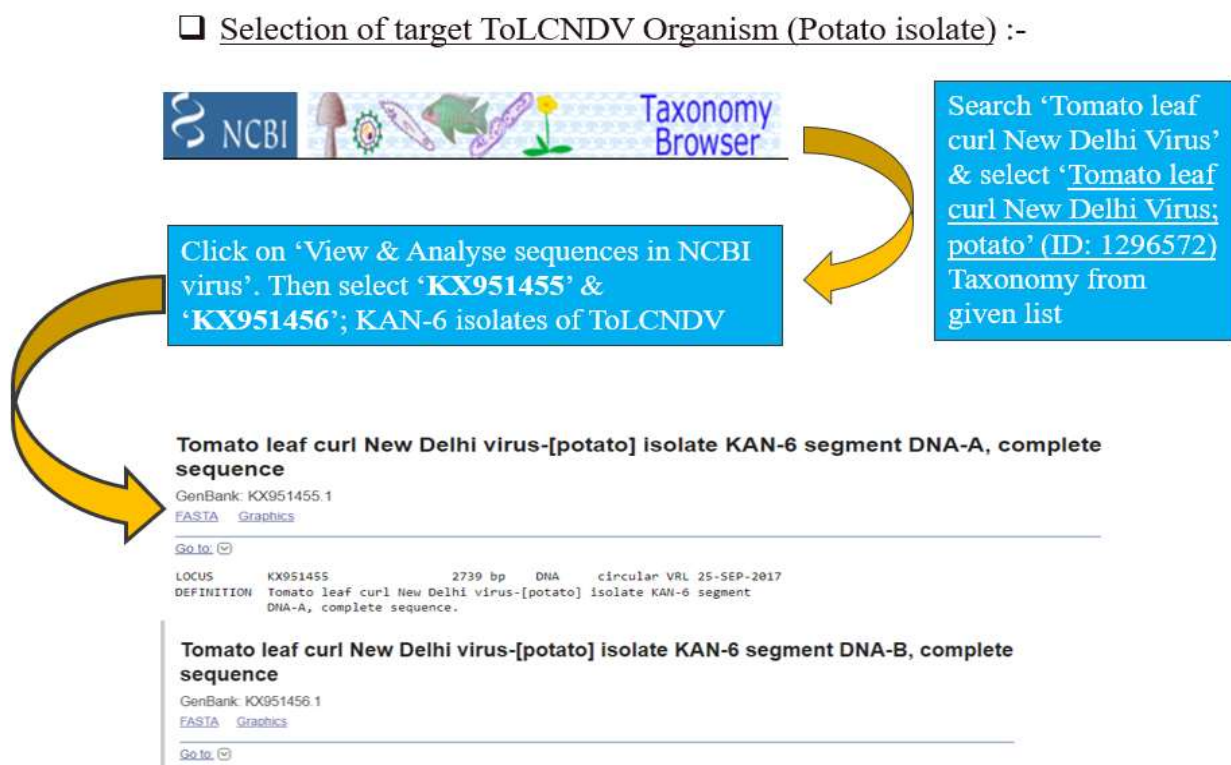 Selection of target ToLCNDV Organism (Potato isolate) :-
NCBI
Taxonomy
Browser
Search ‘Tomato leaf
curl New Delhi Virus’
& select ‘Tomato leaf
curl New Delhi Virus;
potato’ (ID: 1296572)
Taxonomy from
given list
Click on ‘View & Analyse sequences in NCBI
virus’. Then select ‘KX951455’ &
‘KX951456’; KAN-6 isolates of ToLCNDV
Tomato leaf curl New Delhi virus-[potato] isolate KAN-6 segment DNA-A, complete
sequence
GenBank: KX951455.1
FASTA Graphics
Go to:
LOCUS KX951455 2739 bp DNA circular VRL 25-SEP-2017
DEFINITION Tomato leaf curl New Delhi virus-[potato] isolate KAN-6 segment
DNA-A, complete sequence.
Tomato leaf curl New Delhi virus-[potato] isolate KAN-6 segment DNA-B, complete
sequence
GenBank: KX951456.1
FASTA Graphics
Go to: